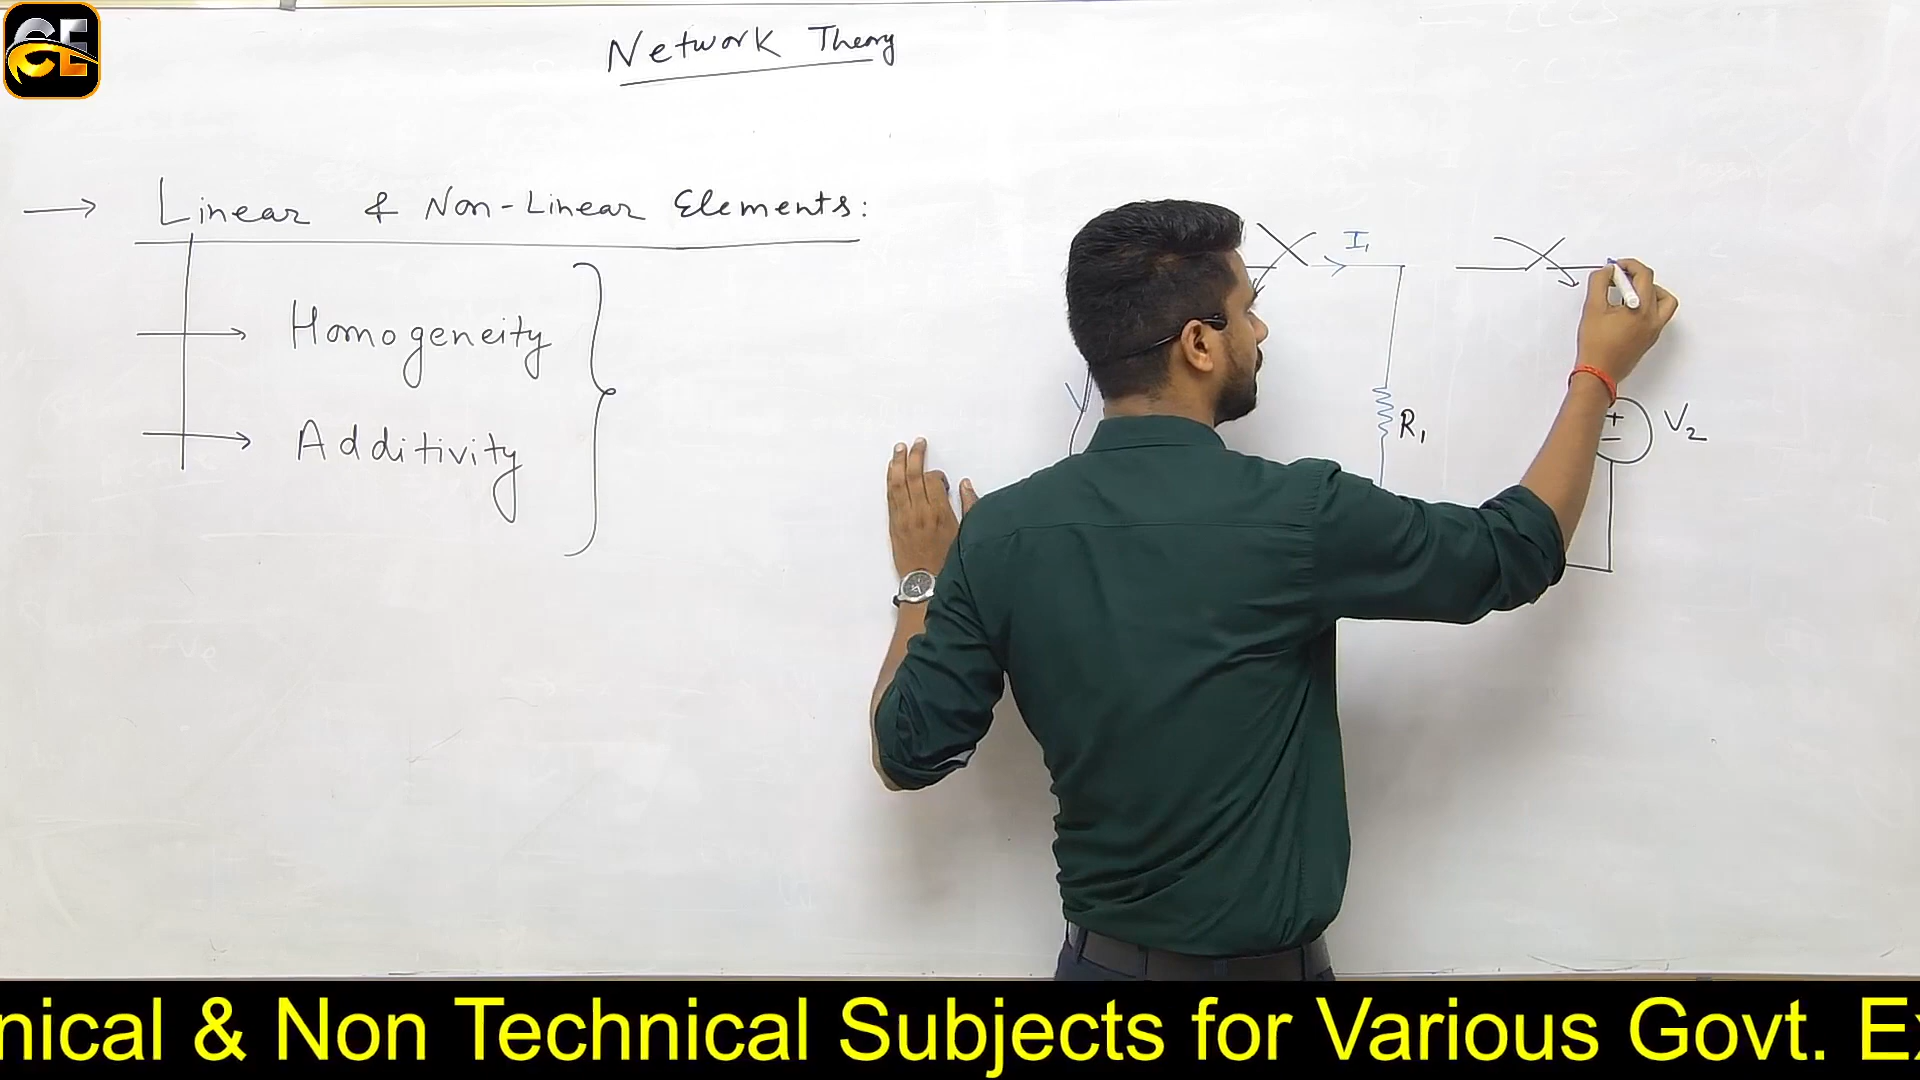 CE
Network Theory
→ Linear & Non-Linear Elements:
→ Homogeneity
→ Additivity
I₁
R₁
+
−
V₂
nical & Non Technical Subjects for Various Govt. Ex